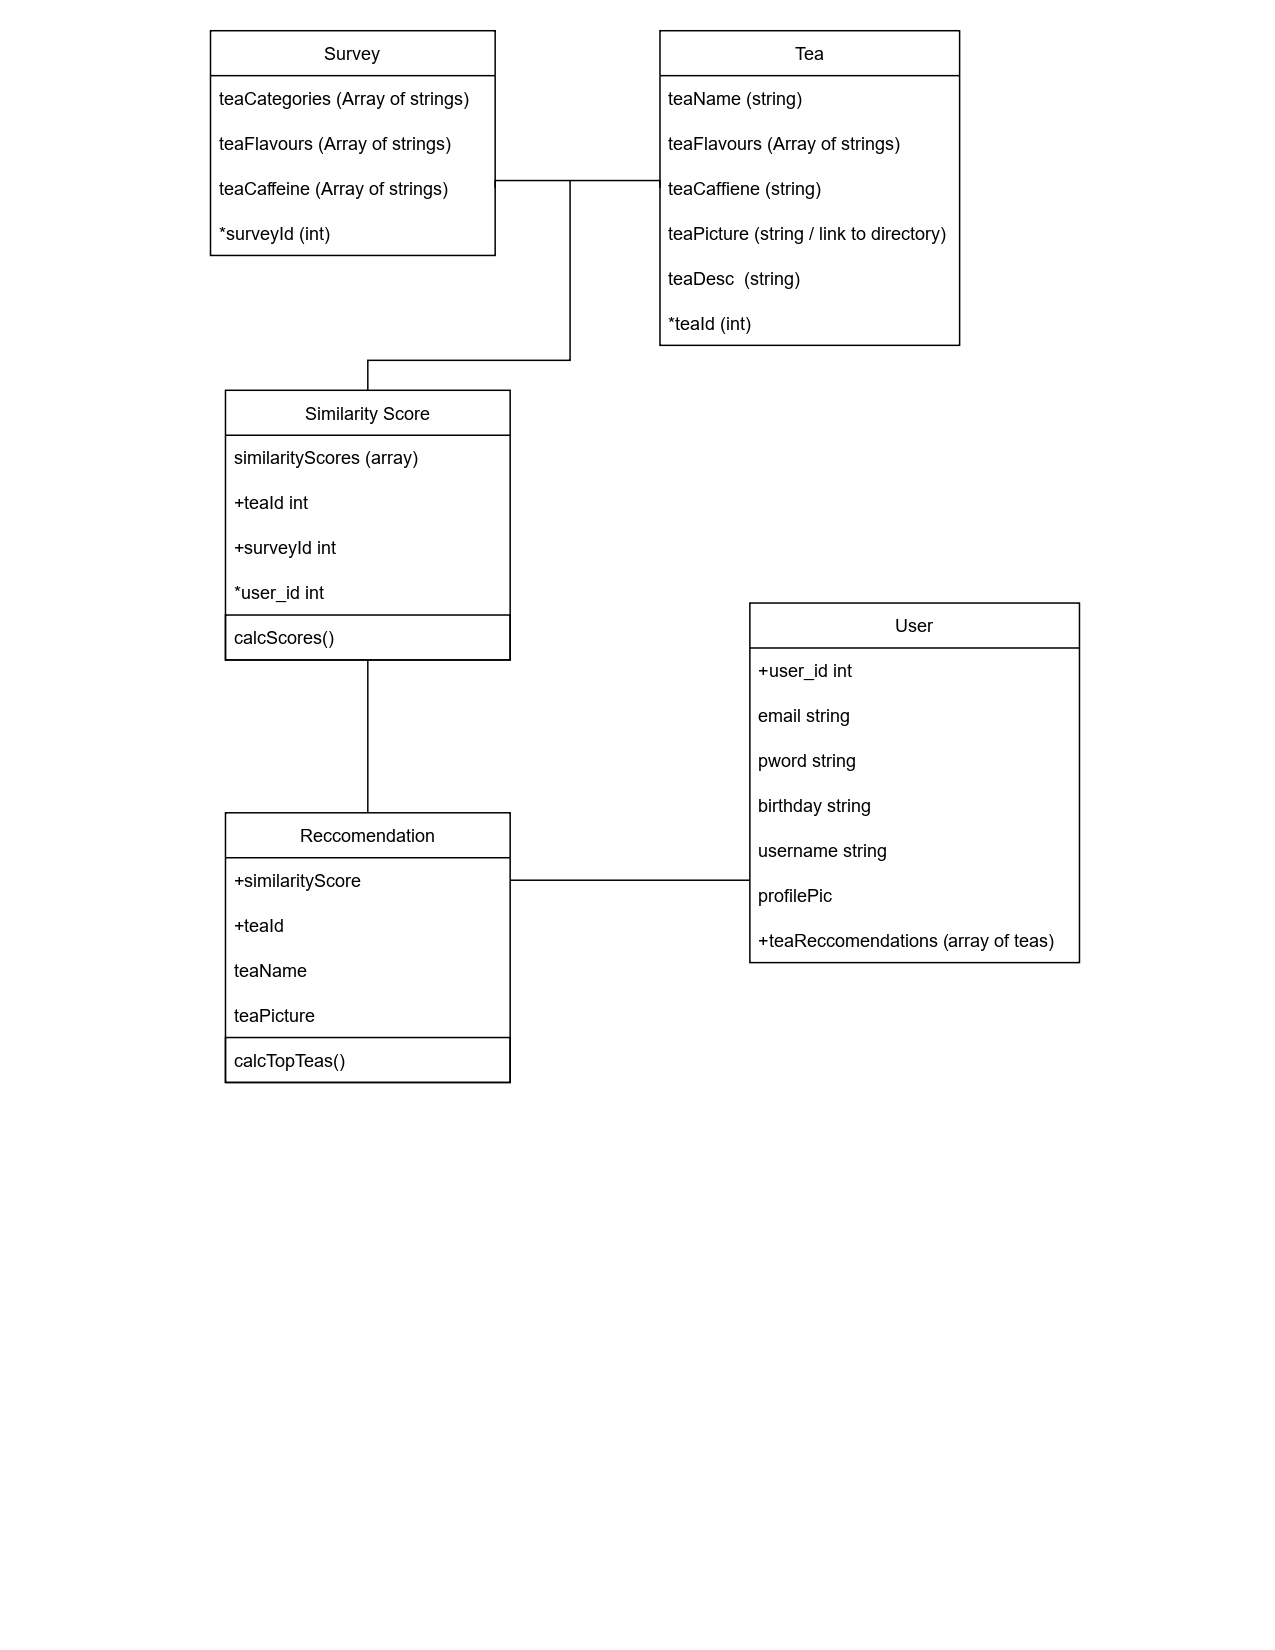 Survey
teaCategories (Array of strings)
teaFlavours (Array of strings)
teaCaffeine (Array of strings)
*surveyId (int)
Tea
teaName (string)
teaFlavours (Array of strings)
teaCaffiene (string)
teaPicture (string / link to directory)
teaDesc  (string)
*teaId (int)
Similarity Score
similarityScores (array)
+teaId int
+surveyId int
*user_id int
calcScores()
User
+user_id int
email string
pword string
birthday string
username string
profilePic
+teaReccomendations (array of teas)
Reccomendation
+similarityScore
+teaId
teaName
teaPicture
calcTopTeas()